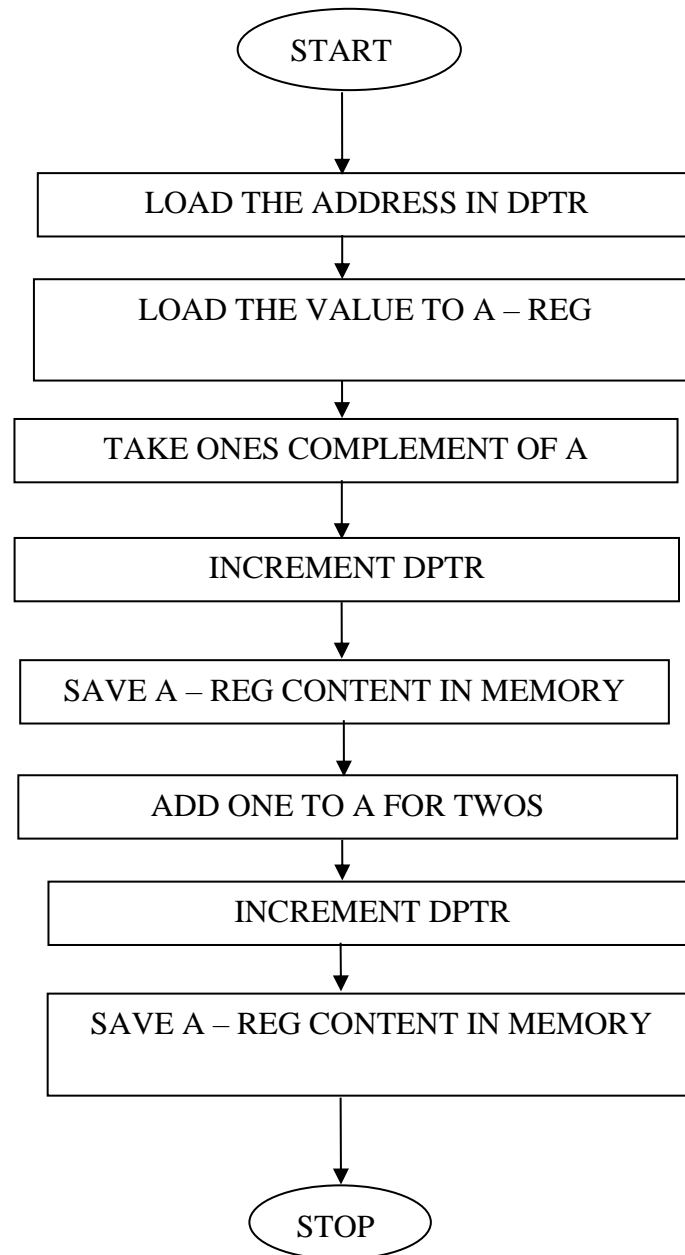 START
LOAD THE ADDRESS IN DPTR
LOAD THE VALUE TO A – REG
TAKE ONES COMPLEMENT OF A
INCREMENT DPTR
SAVE A – REG CONTENT IN MEMORY
ADD ONE TO A FOR TWOS
INCREMENT DPTR
SAVE A – REG CONTENT IN MEMORY
STOP